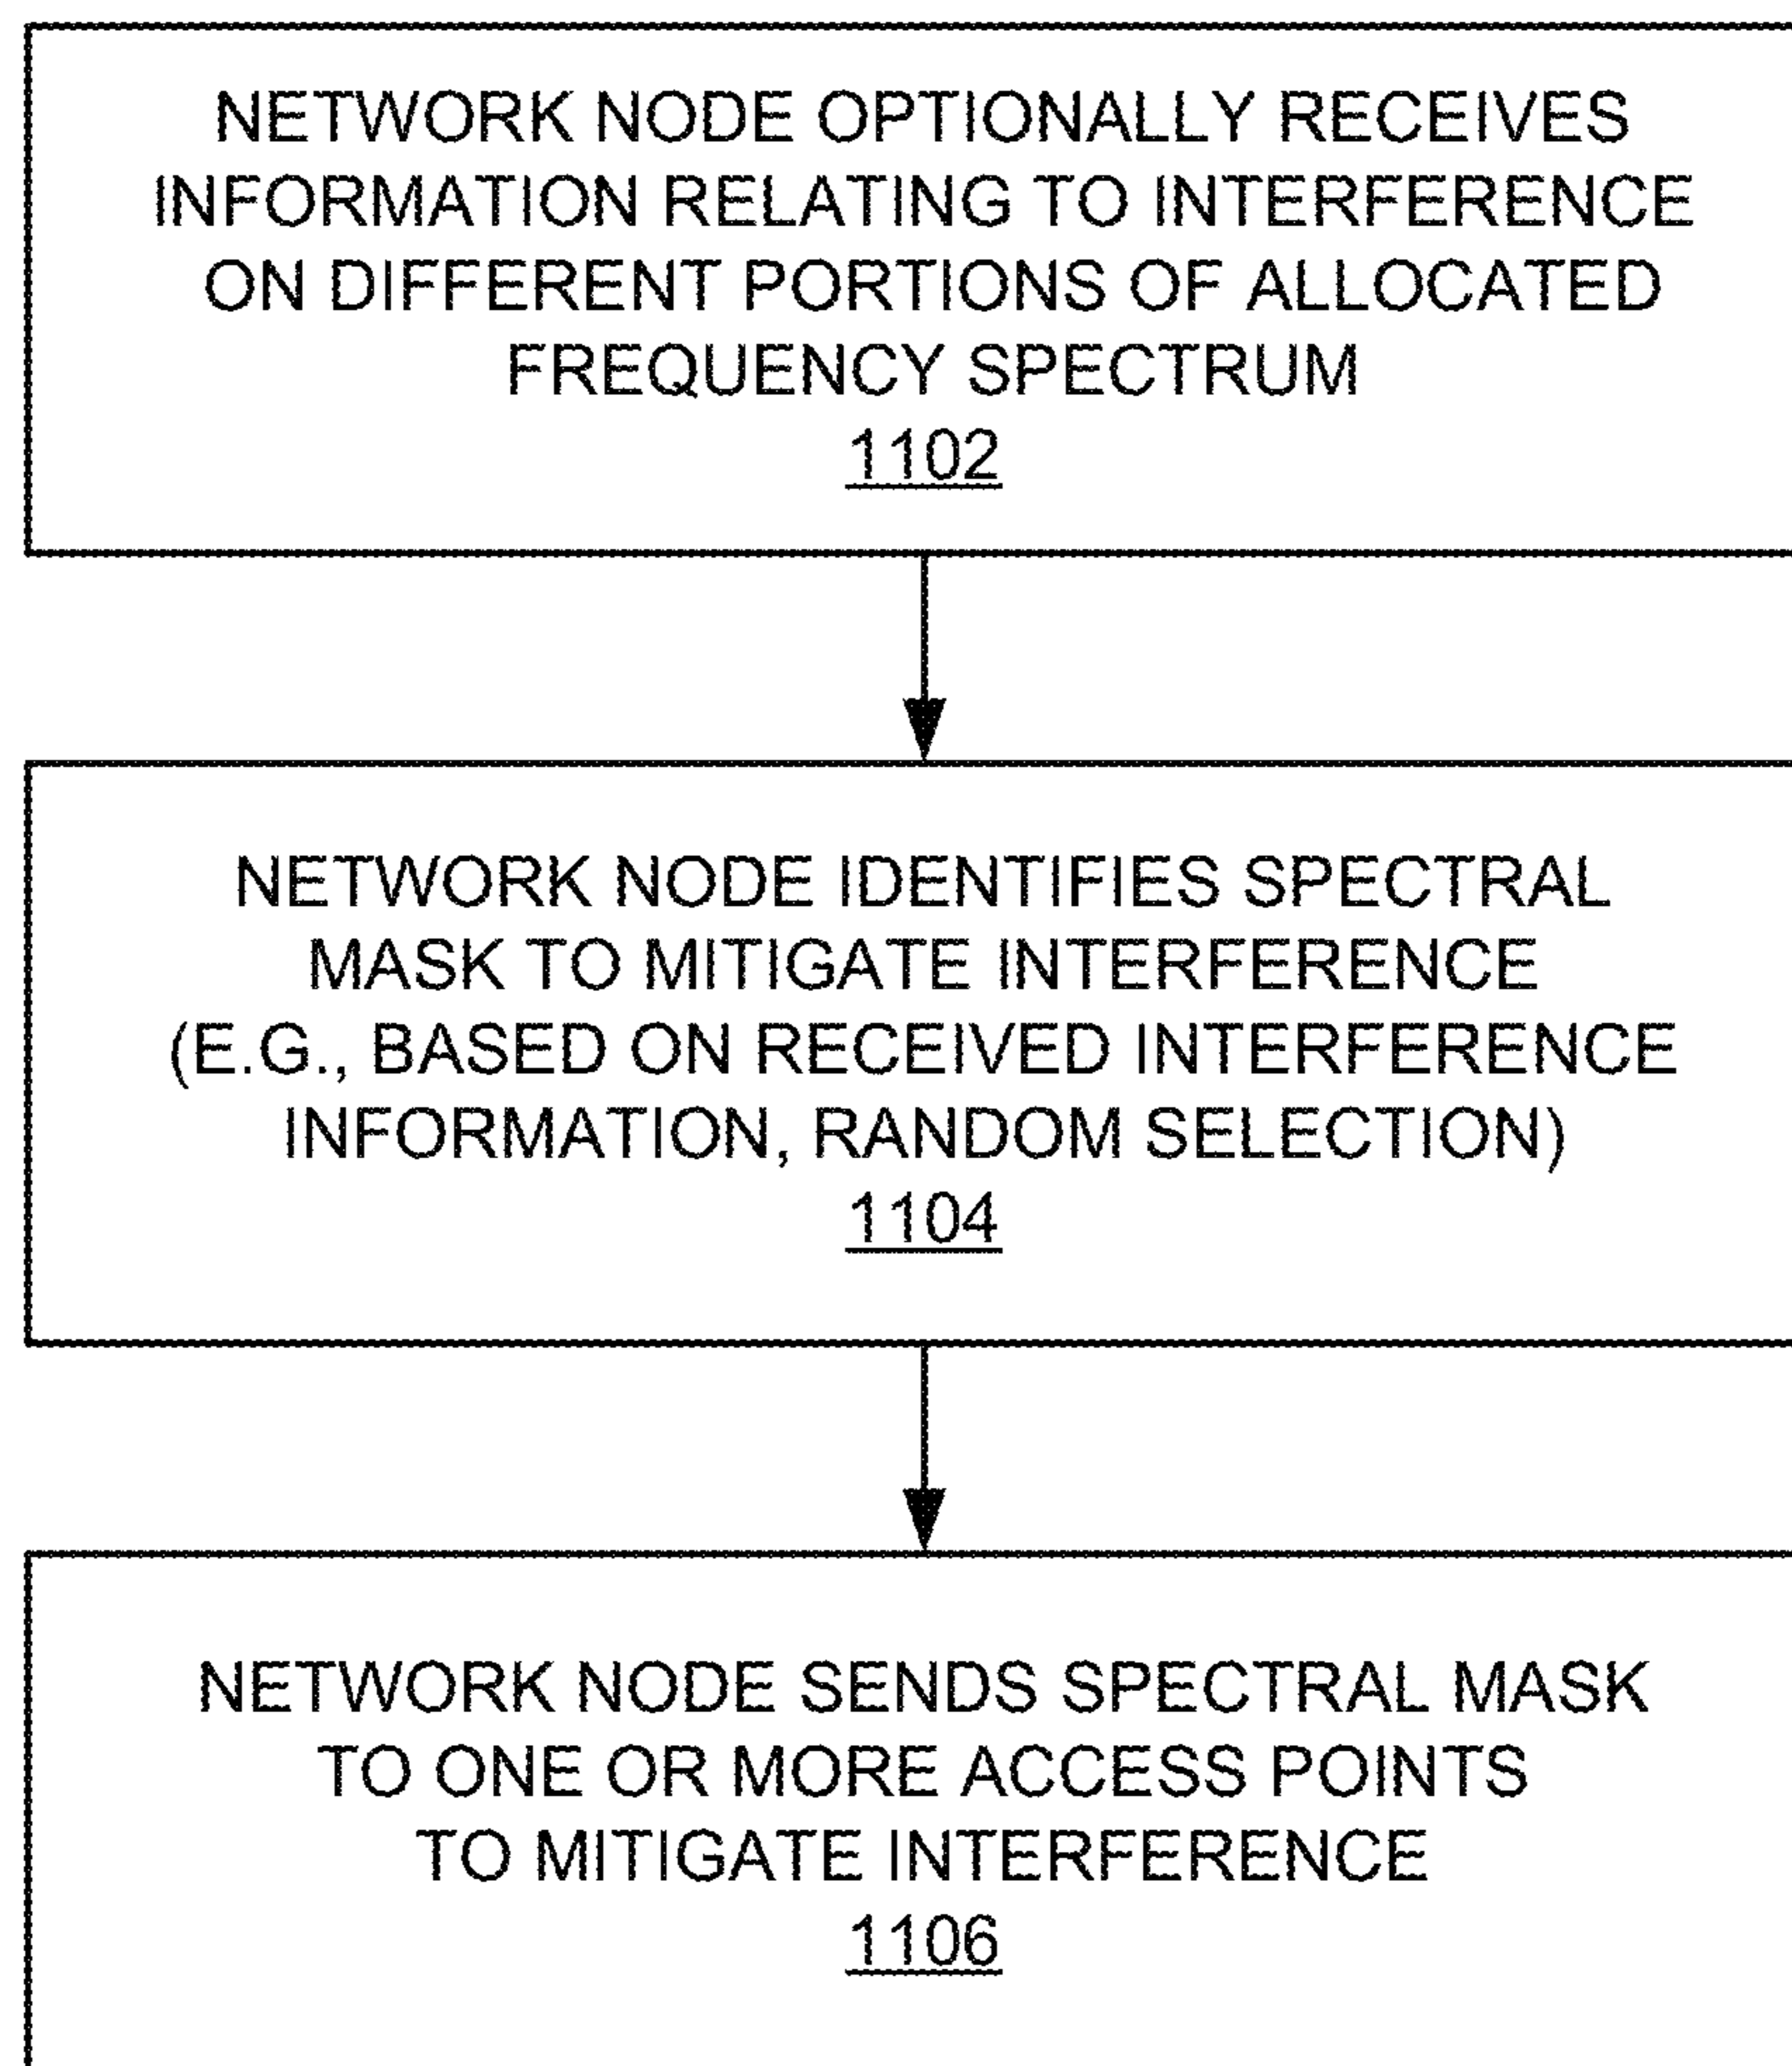 NETWORK NODE OPTIONALLY RECEIVES
INFORMATION RELATING TO INTERFERENCE
ON DIFFERENT PORTIONS OF ALLOCATED
FREQUENCY SPECTRUM
1102
NETWORK NODE IDENTIFIES SPECTRAL
MASK TO MITIGATE INTERFERENCE
(E.G., BASED ON RECEIVED INTERFERENCE
INFORMATION, RANDOM SELECTION)
1104
NETWORK NODE SENDS SPECTRAL MASK
TO ONE OR MORE ACCESS POINTS
TO MITIGATE INTERFERENCE
1106